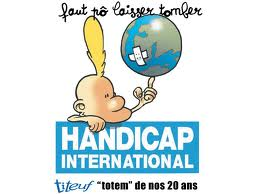 faut pô laisser tomber
HANDICAP
INTERNATIONAL
titeuf "totem" de nos 20 ans